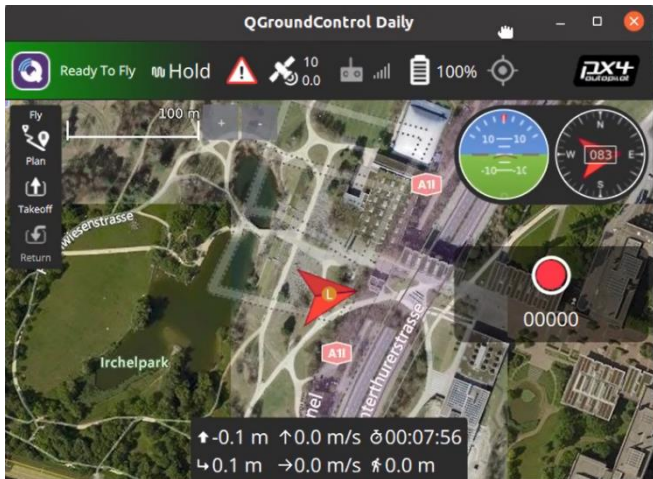 QGroundControl Daily
Ready To Fly Hold 10 0.0 100% PX4 autopilot
Fly
Plan
Takeoff
Return
100 m
+ -
A1l
10 10
-10 -10
N
W 083 E
S
wiesenstrasse
L
00000
Irchelpark
A1l
nterthurerstrasse
nel
-0.1 m 0.0 m/s 00:07:56
0.1 m 0.0 m/s 0.0 m